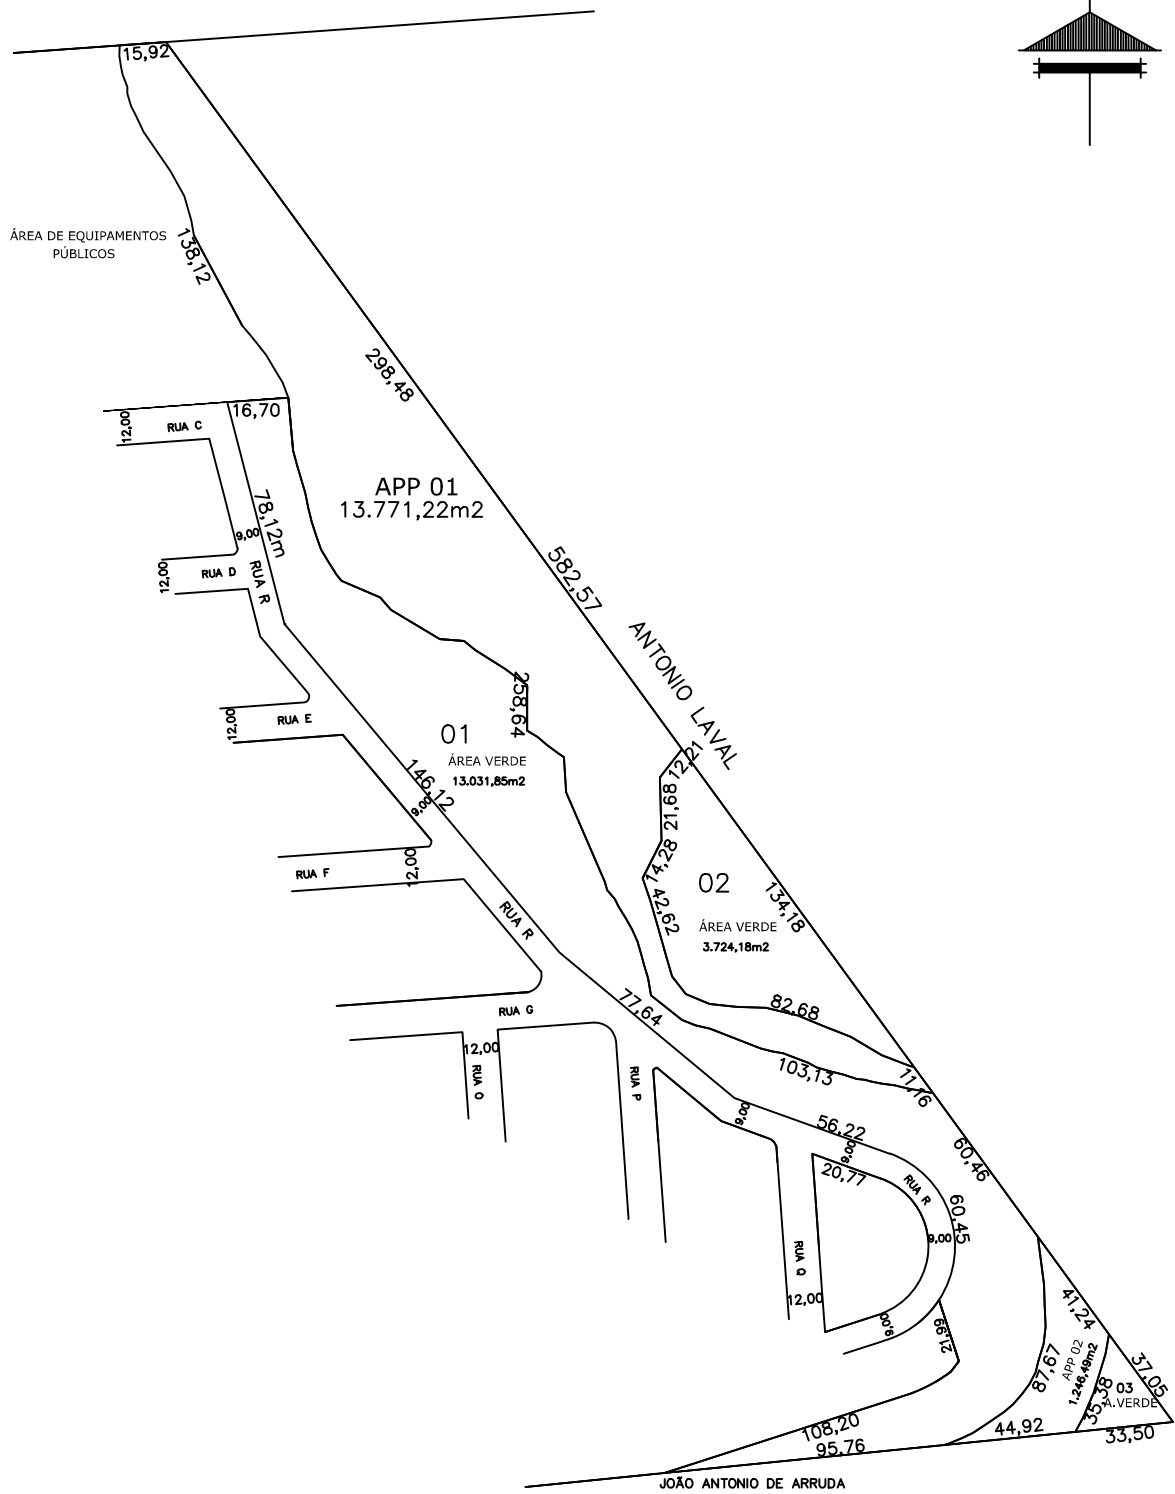 15,92
ÁREA DE EQUIPAMENTOS
PÚBLICOS
138,12
298,48
16,70
12,00
RUA C
APP 01
13.771,22m2
78,12m
9,00
12,00
RUA D
RUA R
582,57
ANTONIO LAVAL
258,64
12,00
RUA E
01
ÁREA VERDE
13.031,85m2
146,12
9,00
12,21
21,68
14,28
42,62
02
134,18
ÁREA VERDE
3.724,18m2
RUA F
12,00
RUA R
77,64
82,68
RUA G
12,00
RUA O
RUA P
103,13
11,16
9,00
56,22
9,00
20,77
60,46
RUA R
60,45
9,00
RUA Q
12,00
9,00
21,99
41,24
87,67
APP 02
1.246,49m2
37,05
35,38
03
A.VERDE
108,20
95,76
44,92
33,50
JOÃO ANTONIO DE ARRUDA